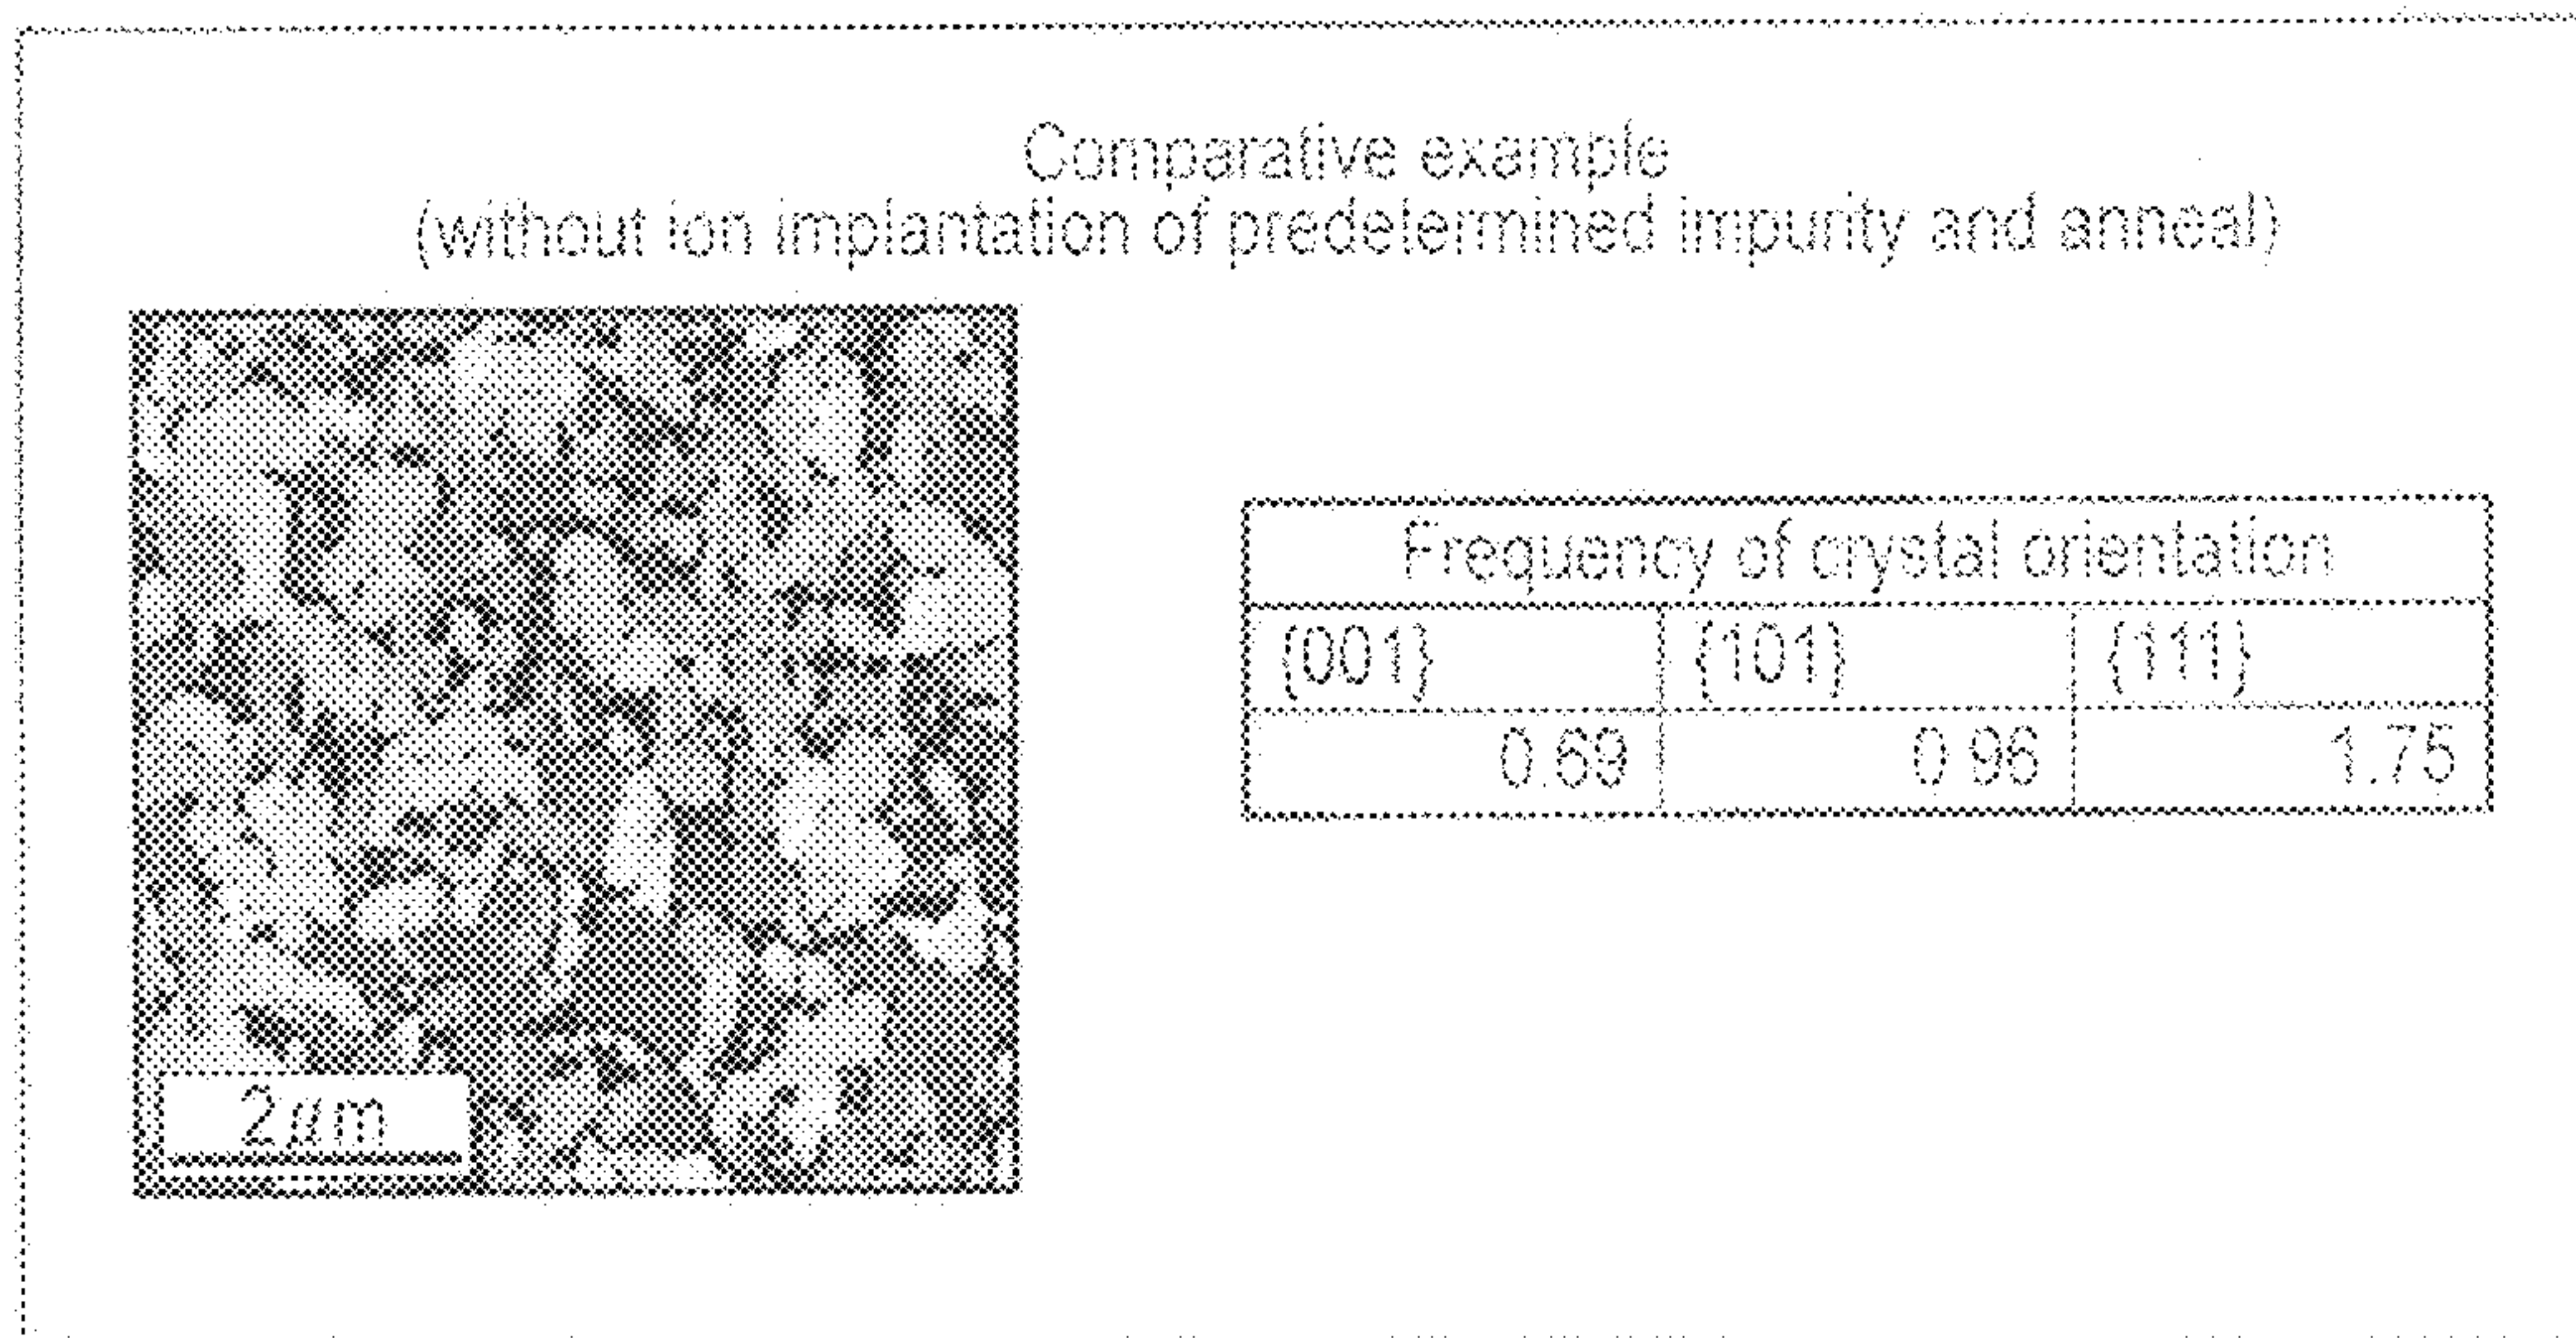 Comparative example
(without ion implantation of predetermined impurity and anneal)
2μm
Frequency of crystal orientation
{001} {101} {111}
0.69 0.96 1.75